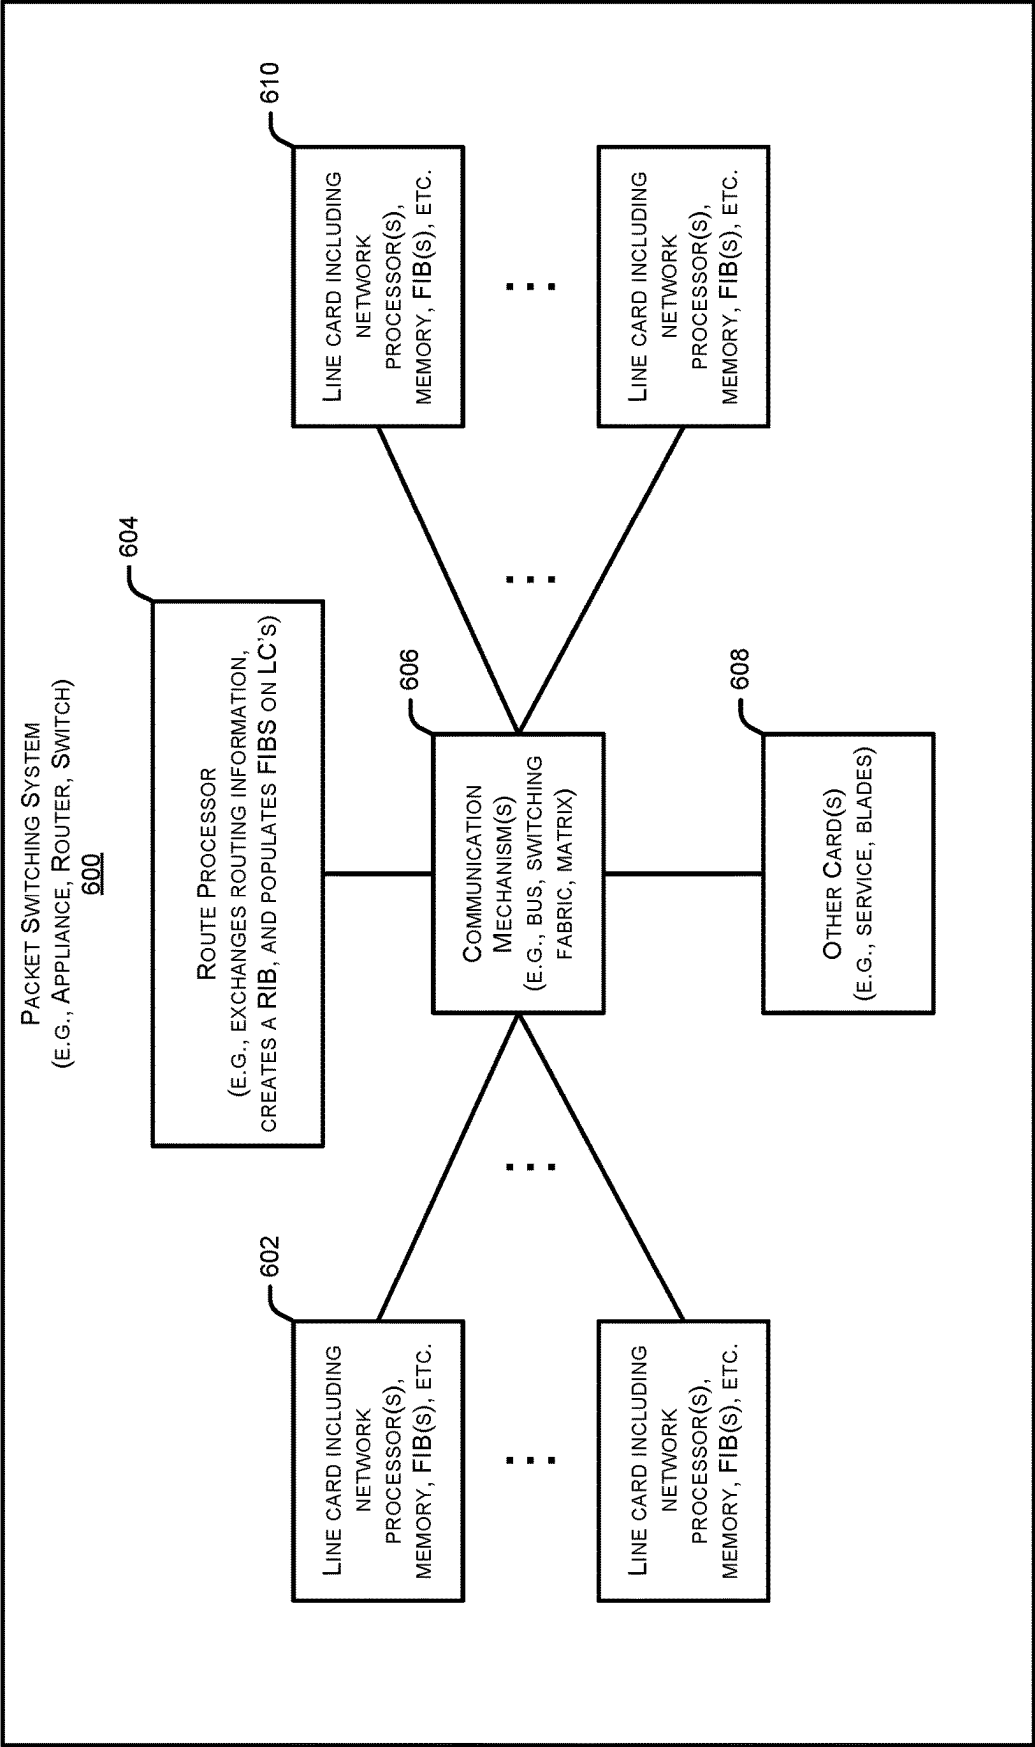 PACKET SWITCHING SYSTEM
(E.G., APPLIANCE, ROUTER, SWITCH)
600
604
ROUTE PROCESSOR
(E.G., EXCHANGES ROUTING INFORMATION,
CREATES A RIB, AND POPULATES FIBS ON LC'S)
602
LINE CARD INCLUDING
NETWORK
PROCESSOR(S),
MEMORY, FIB(S), ETC.
...
LINE CARD INCLUDING
NETWORK
PROCESSOR(S),
MEMORY, FIB(S), ETC.
...
606
COMMUNICATION
MECHANISM(S)
(E.G., BUS, SWITCHING
FABRIC, MATRIX)
608
OTHER CARD(S)
(E.G., SERVICE, BLADES)
...
610
LINE CARD INCLUDING
NETWORK
PROCESSOR(S),
MEMORY, FIB(S), ETC.
...
LINE CARD INCLUDING
NETWORK
PROCESSOR(S),
MEMORY, FIB(S), ETC.